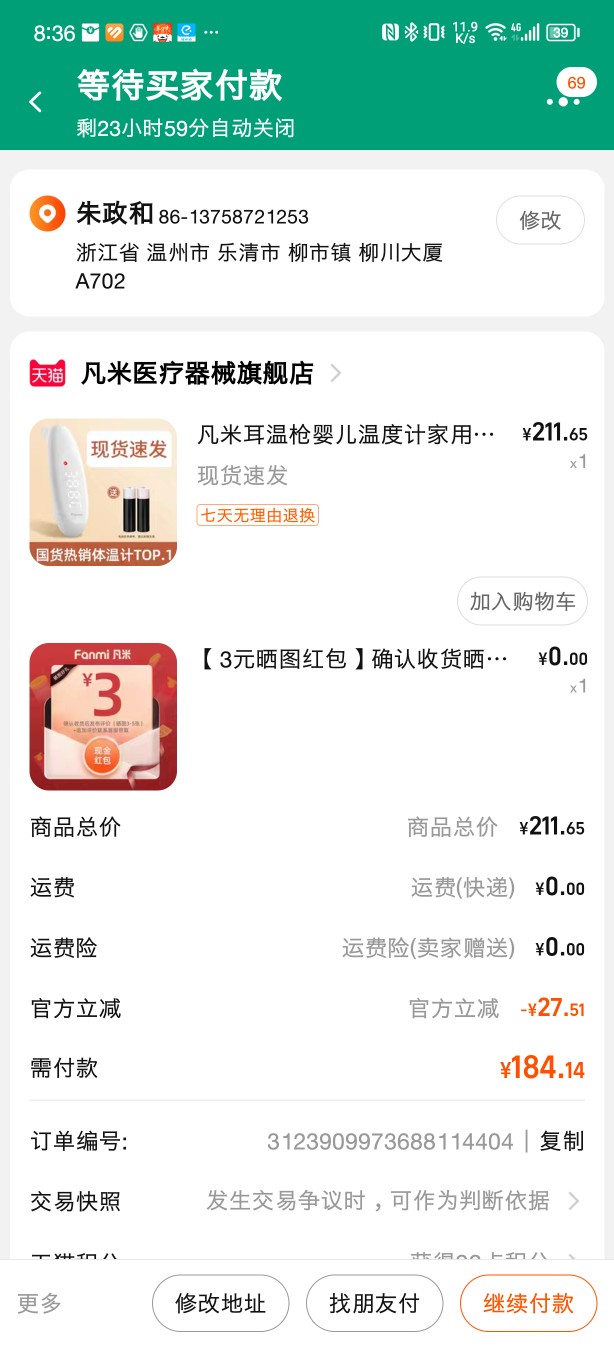 8:36
11.9 K/s
4G
39
等待买家付款
69
剩23小时59分自动关闭
朱政和 86-13758721253
修改
浙江省 温州市 乐清市 柳市镇 柳川大厦
A702
天猫 凡米医疗器械旗舰店
凡米耳温枪婴儿温度计家用… ¥211.65
现货速发 x1
七天无理由退换
现货速发
送
国货热销体温计TOP.1
加入购物车
【3元晒图红包】确认收货晒… ¥0.00
x1
Fanmi 凡米
¥3
现金
红包
商品总价 商品总价 ¥211.65
运费 运费(快递) ¥0.00
运费险 运费险(卖家赠送) ¥0.00
官方立减 官方立减 -¥27.51
需付款 ¥184.14
订单编号: 3123909973688114404 | 复制
交易快照 发生交易争议时，可作为判断依据
更多 修改地址 找朋友付 继续付款